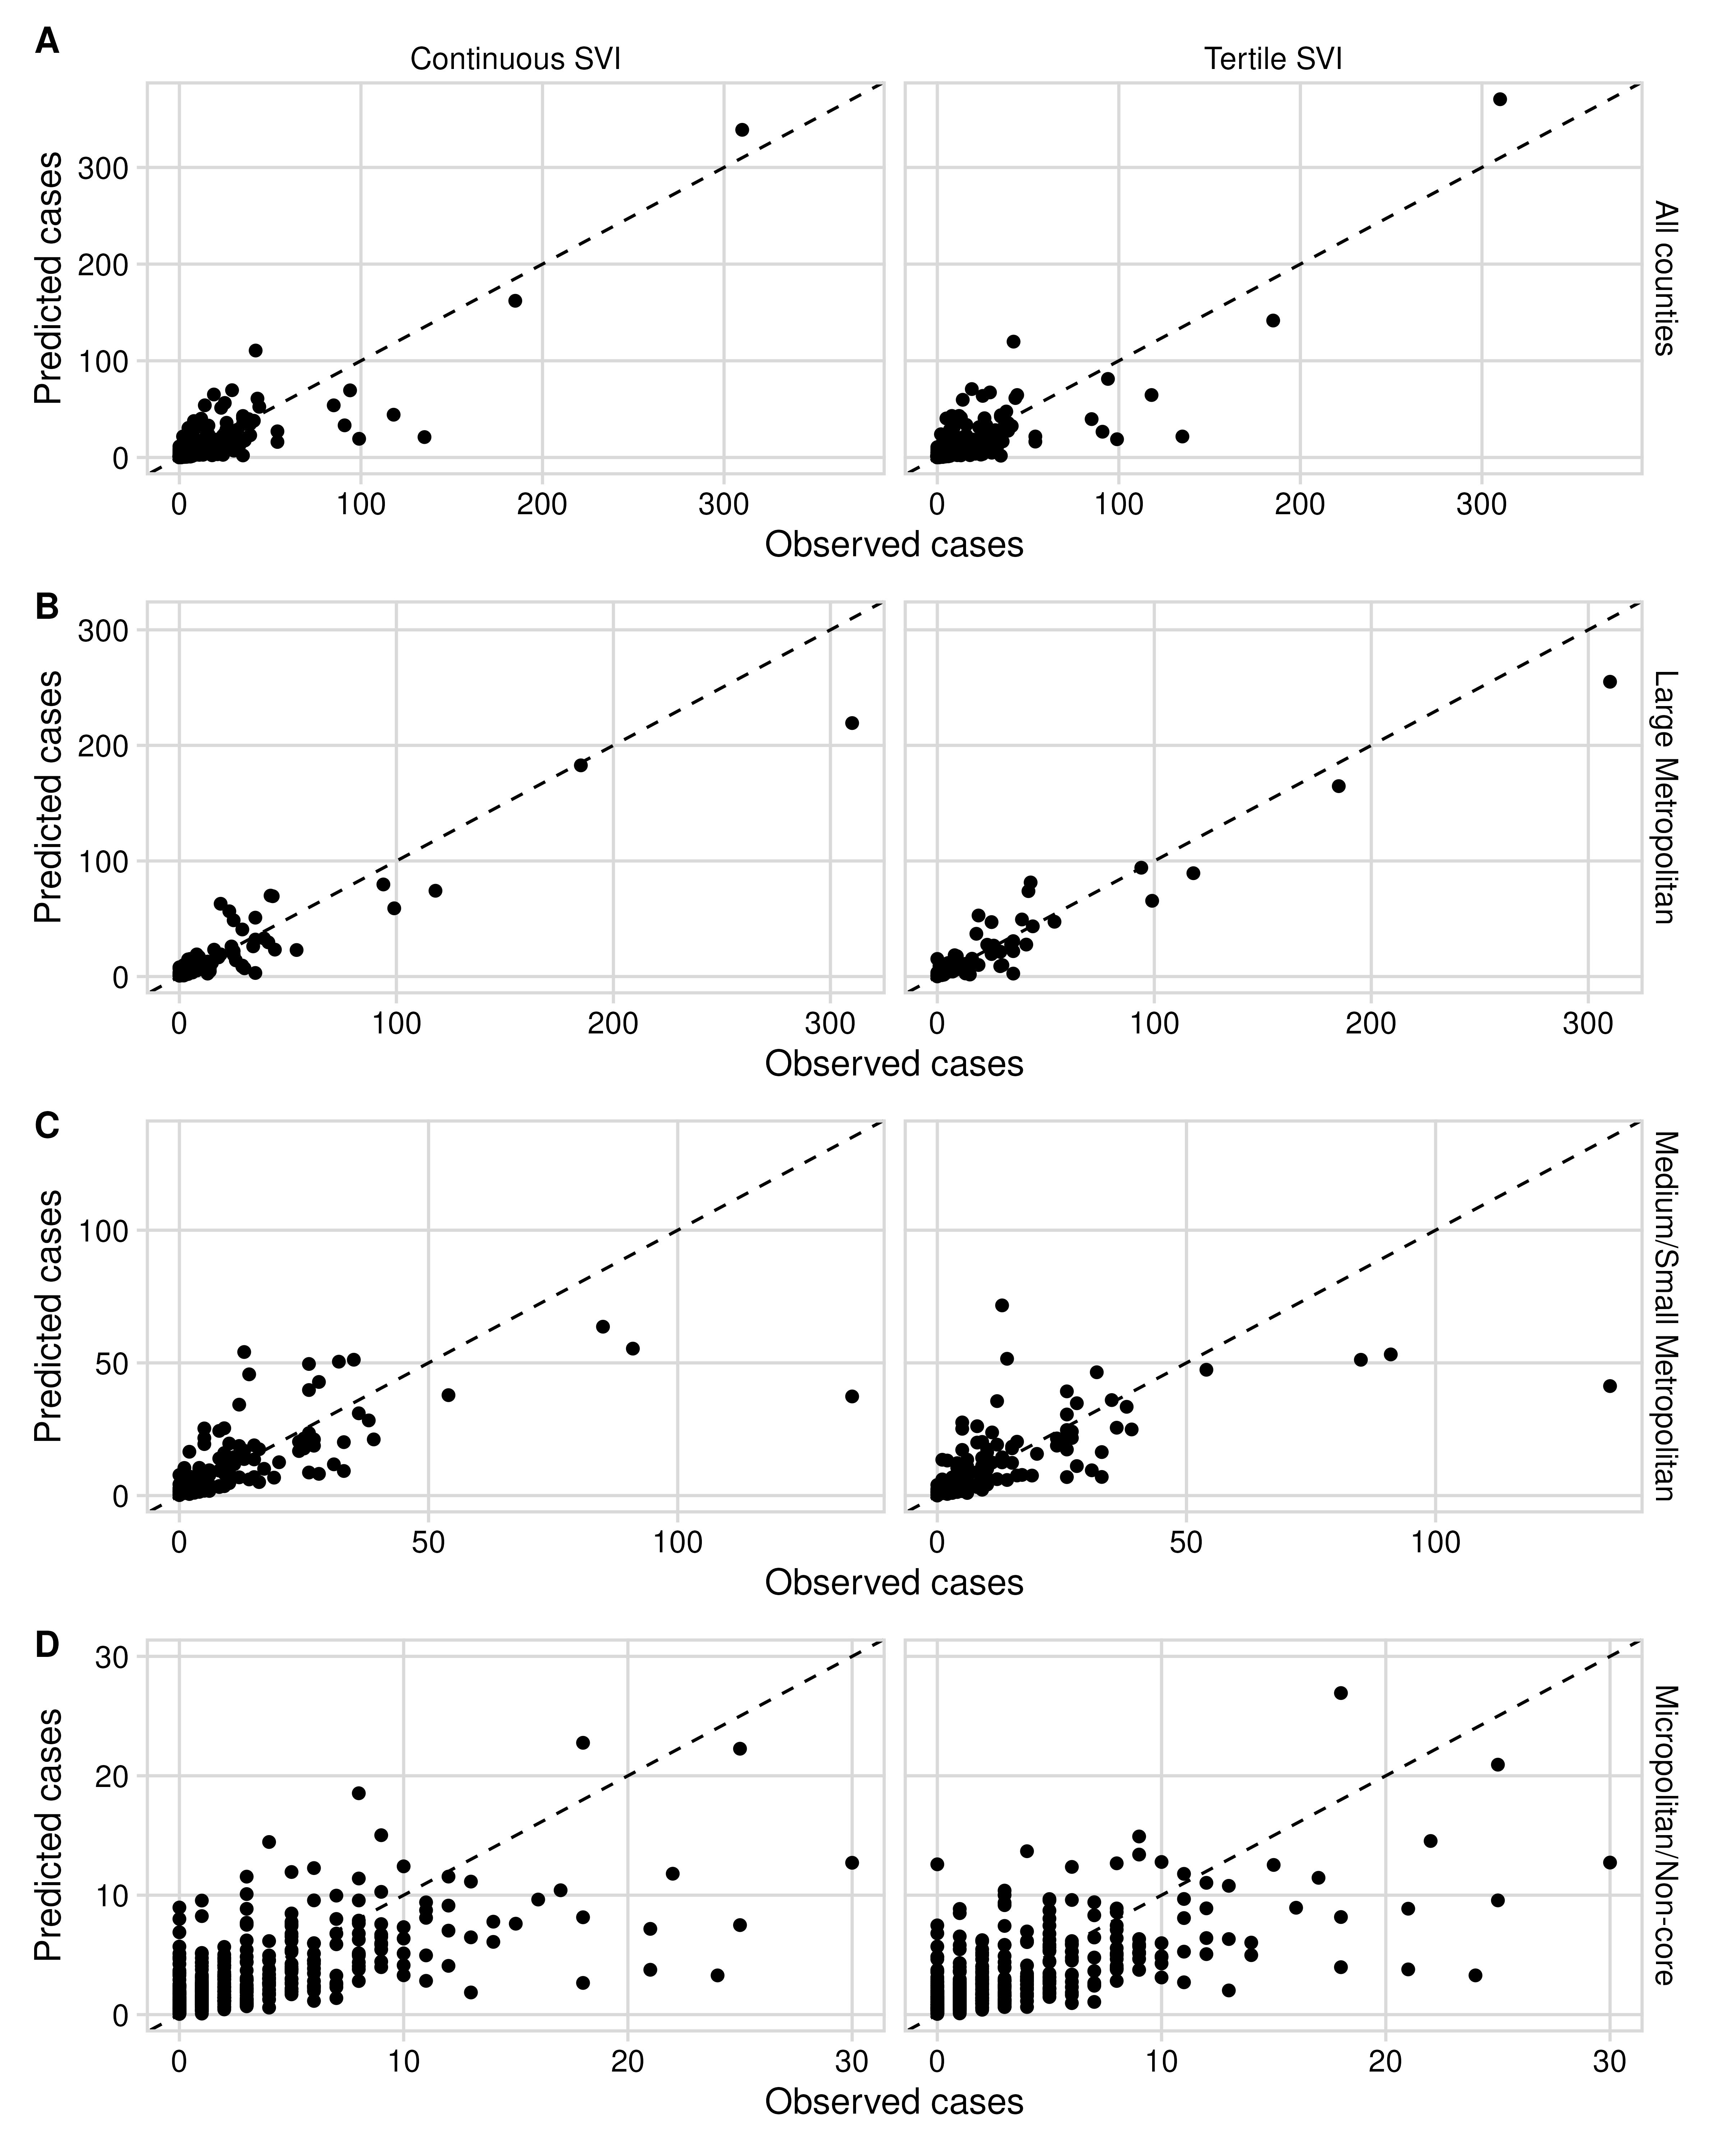 A
Continuous SVI
Tertile SVI
Predicted cases
300
200
100
0
0
100
200
300
0
100
200
300
Observed cases
All counties
B
Predicted cases
300
200
100
0
0
100
200
300
0
100
200
300
Observed cases
Large Metropolitan
C
Predicted cases
100
50
0
0
50
100
0
50
100
Observed cases
Medium/Small Metropolitan
D
Predicted cases
30
20
10
0
0
10
20
30
0
10
20
30
Observed cases
Micropolitan/Non-core